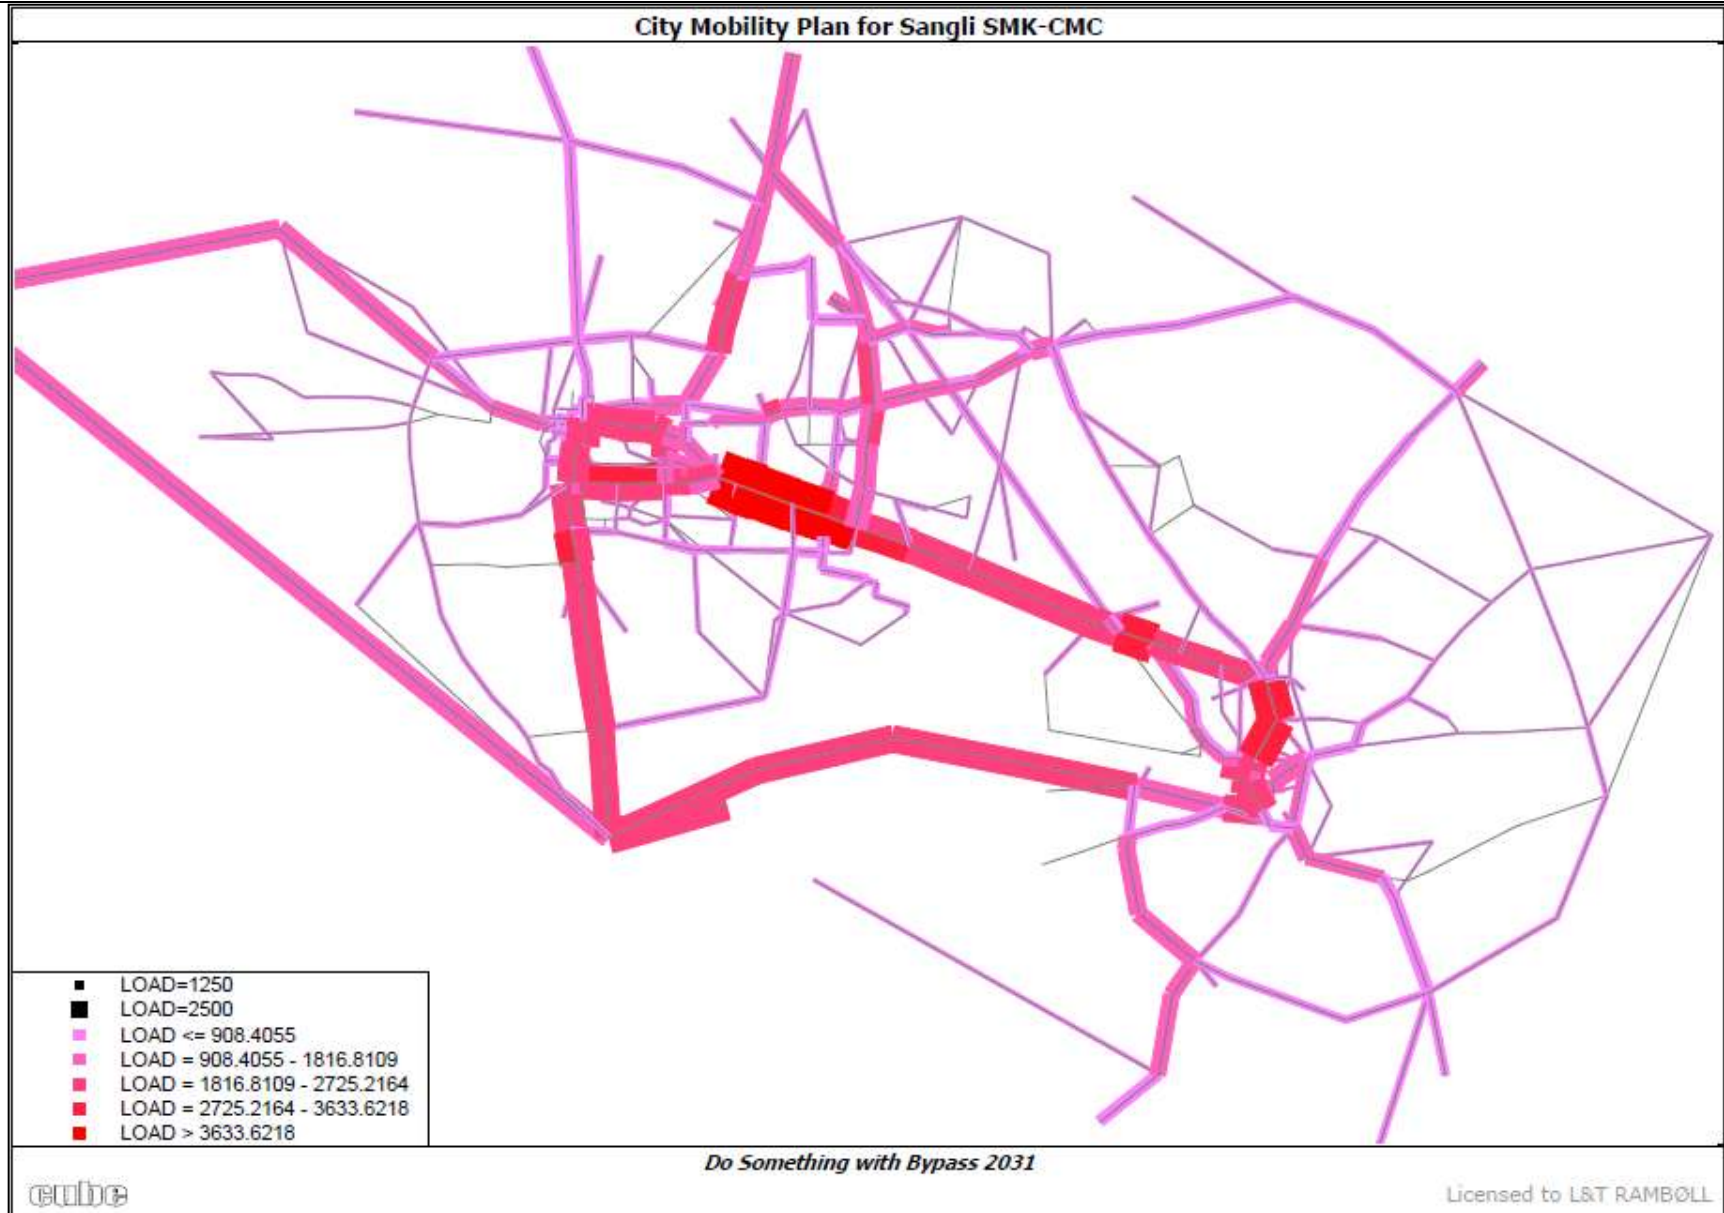 City Mobility Plan for Sangli SMK-CMC
LOAD=1250
LOAD=2500
LOAD <= 908.4055
LOAD = 908.4055 - 1816.8109
LOAD = 1816.8109 - 2725.2164
LOAD = 2725.2164 - 3633.6218
LOAD > 3633.6218
Do Something with Bypass 2031
cube
Licensed to L&T RAMBØLL